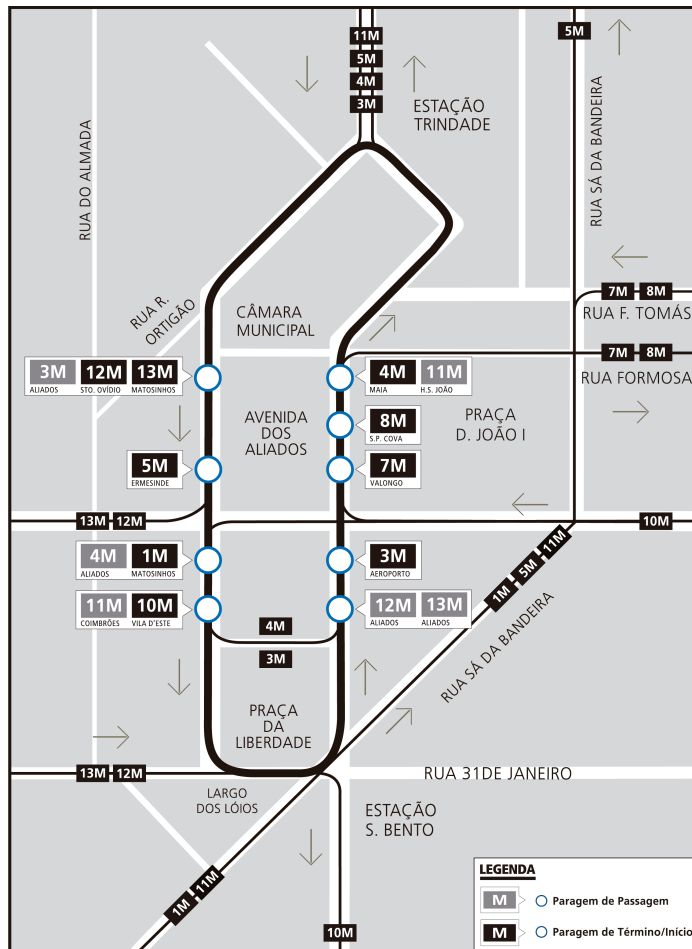 11M
5M
5M
4M
3M
ESTAÇÃO
TRINDADE
RUA DO ALMADA
RUA SÁ DA BANDEIRA
7M 8M
RUA F. TOMÁS
RUA R.
ORTIGÃO
CÂMARA
MUNICIPAL
7M 8M
RUA FORMOSA
3M 12M 13M
ALIADOS STO. OVÍDIO MATOSINHOS
4M 11M
MAIA H.S. JOÃO
AVENIDA
DOS
ALIADOS
8M
S.P. COVA
PRAÇA
D. JOÃO I
5M
ERMESINDE
7M
VALONGO
13M 12M
10M
4M 1M
ALIADOS MATOSINHOS
3M
AEROPORTO
1M 5M 11M
11M 10M
COIMBRÕES VILA D'ESTE
12M 13M
ALIADOS ALIADOS
4M
3M
RUA SÁ DA BANDEIRA
PRAÇA
DA
LIBERDADE
13M 12M
RUA 31DE JANEIRO
LARGO
DOS LÓIOS
ESTAÇÃO
S. BENTO
1M 11M
10M
LEGENDA
M Paragem de Passagem
M Paragem de Término/Início